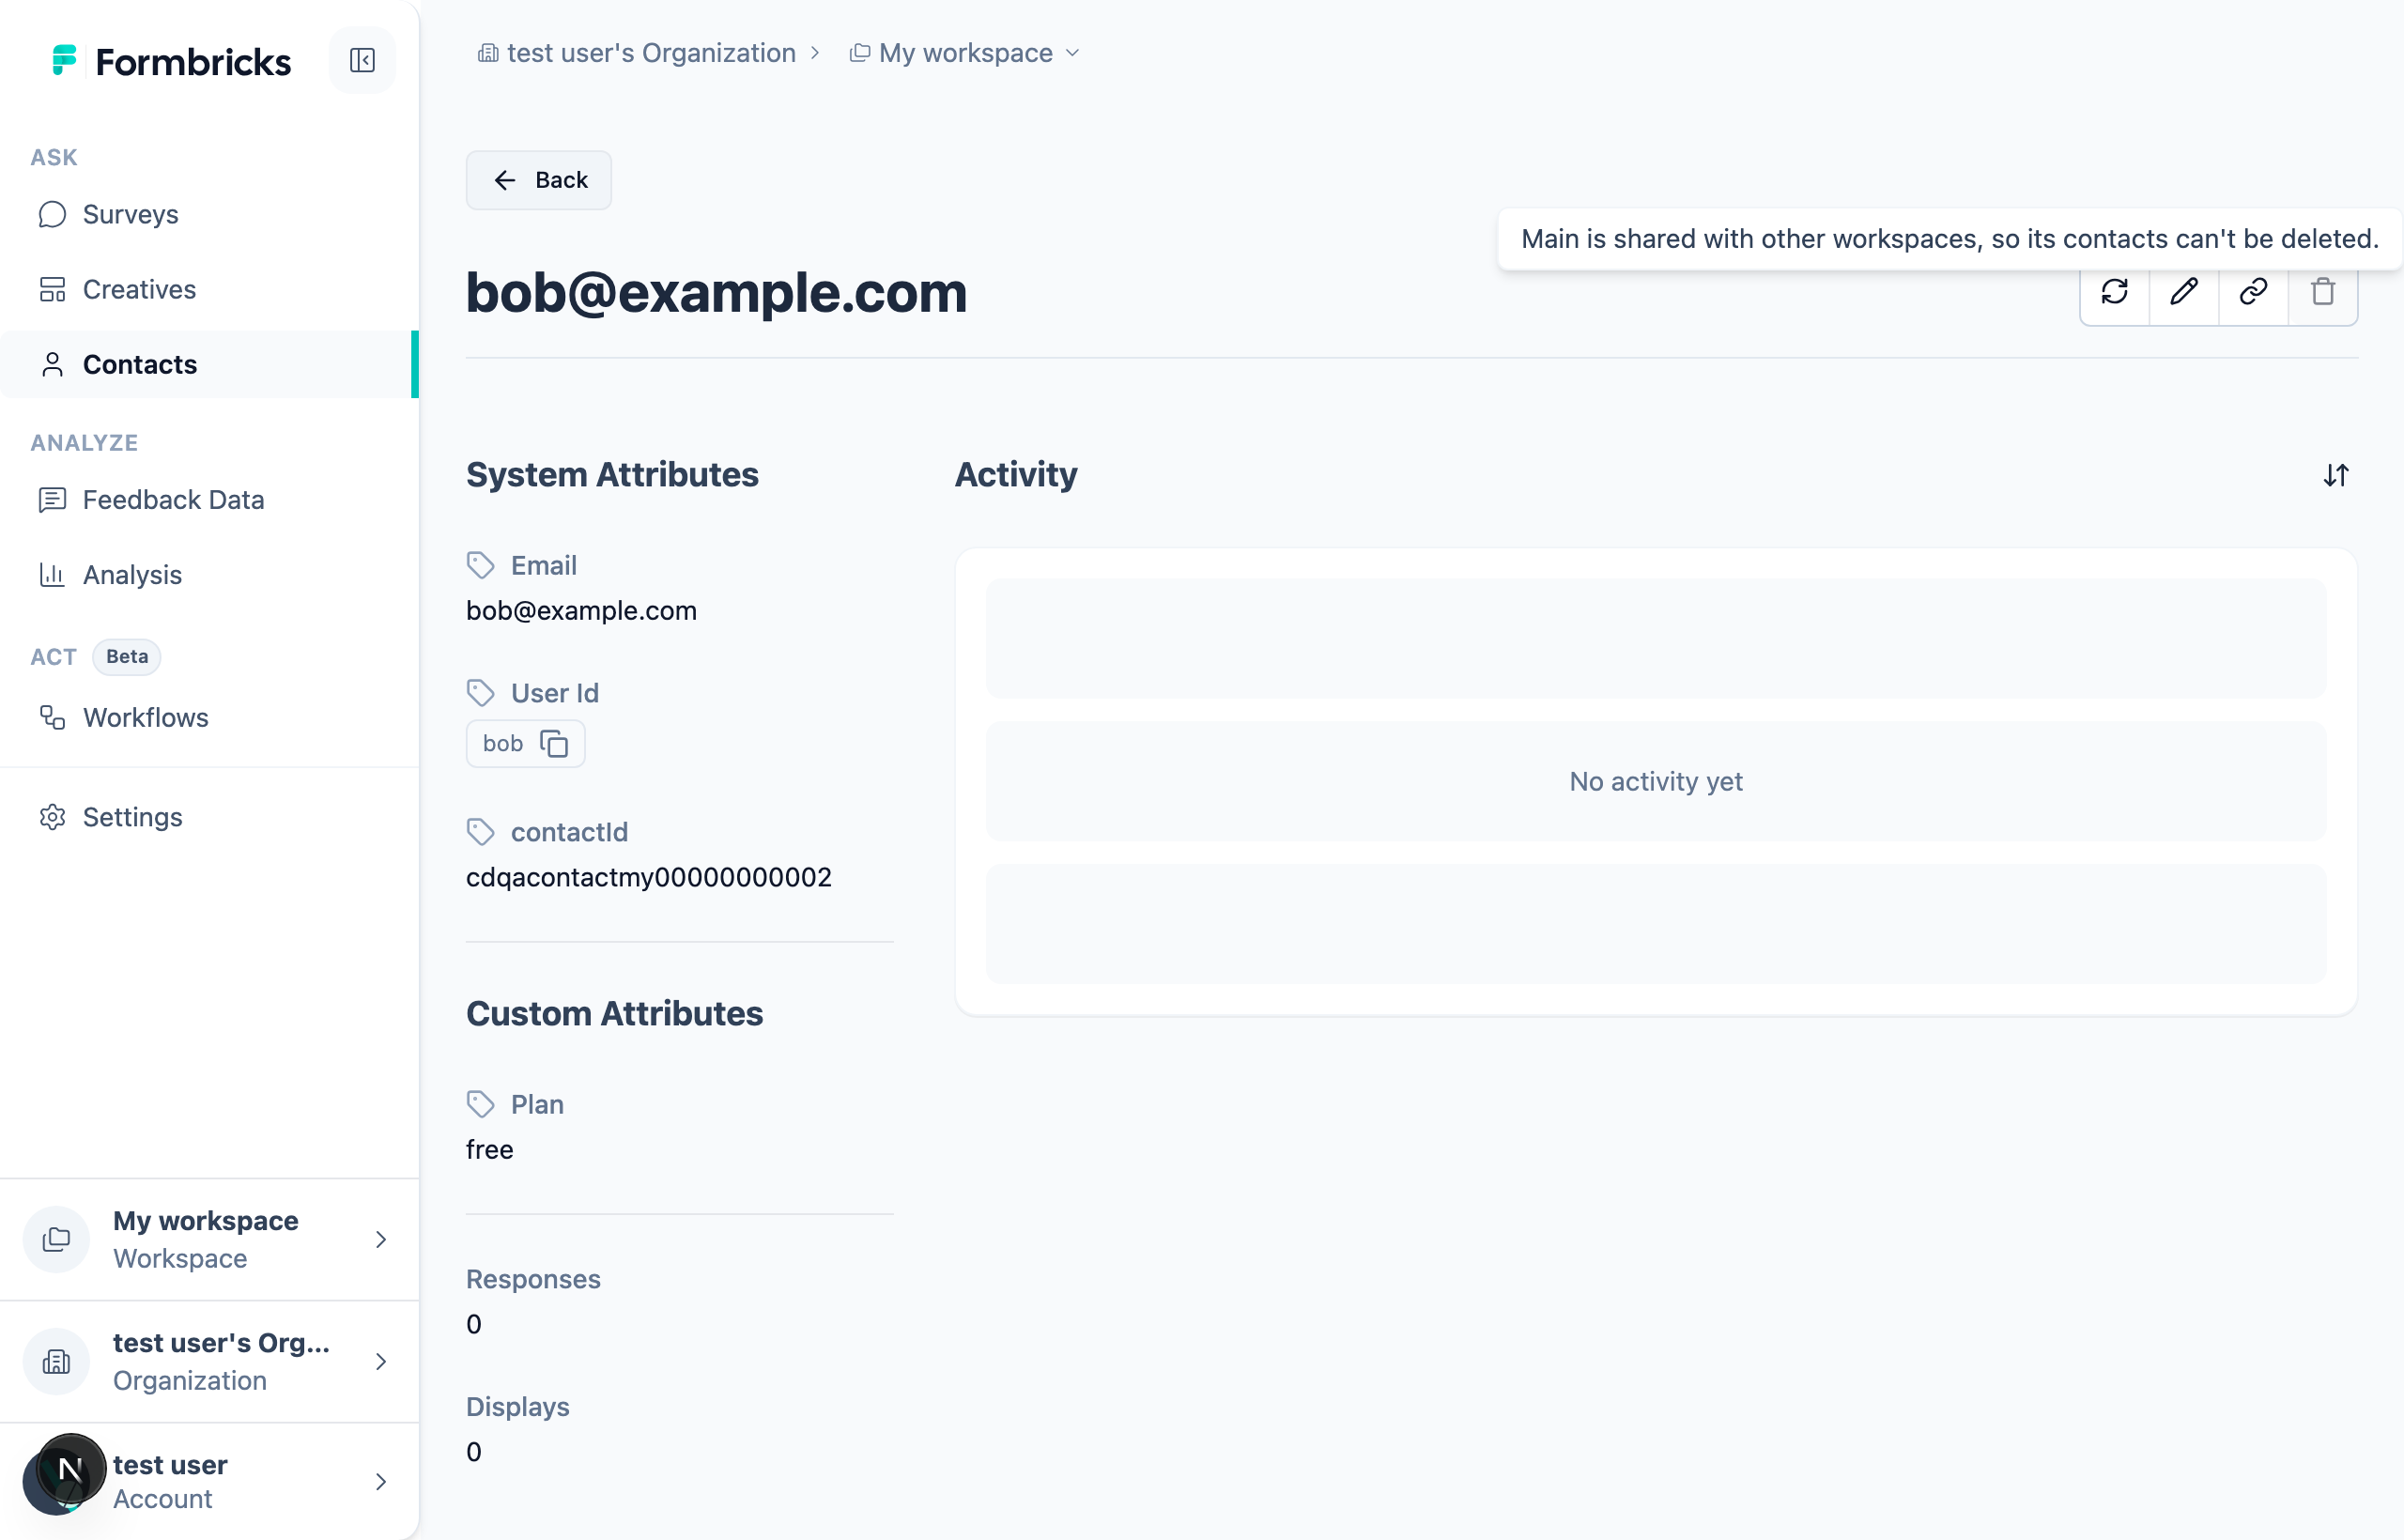 Formbricks
ASK
Surveys
Creatives
Contacts
ANALYZE
Feedback Data
Analysis
ACT Beta
Workflows
Settings
My workspace
Workspace
test user's Org...
Organization
N
test user
Account
test user's Organization My workspace
Back
Main is shared with other workspaces, so its contacts can't be deleted.
bob@example.com
System Attributes
Email
bob@example.com
User Id
bob
contactId
cdqacontactmy00000000002
Custom Attributes
Plan
free
Responses
0
Displays
0
Activity
No activity yet